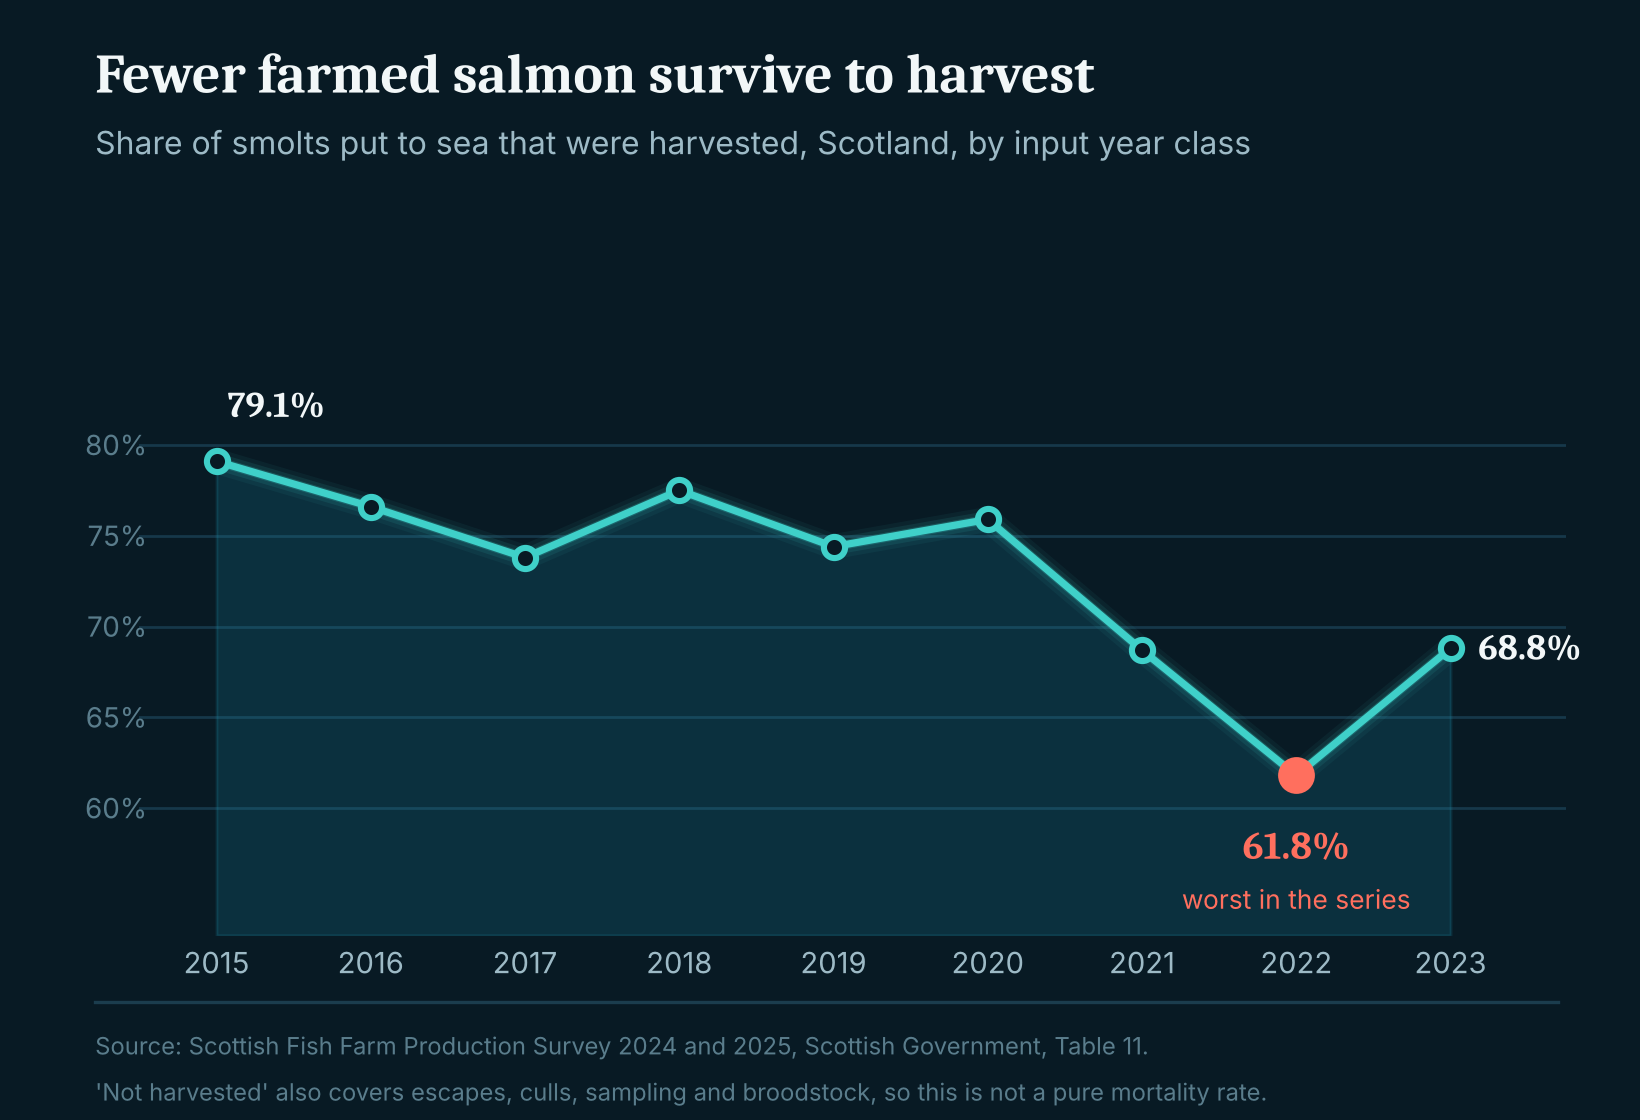 Fewer farmed salmon survive to harvest
Share of smolts put to sea that were harvested, Scotland, by input year class
79.1%
80%
75%
70%
68.8%
65%
60%
61.8%
worst in the series
2015 2016 2017 2018 2019 2020 2021 2022 2023
Source: Scottish Fish Farm Production Survey 2024 and 2025, Scottish Government, Table 11.
'Not harvested' also covers escapes, culls, sampling and broodstock, so this is not a pure mortality rate.